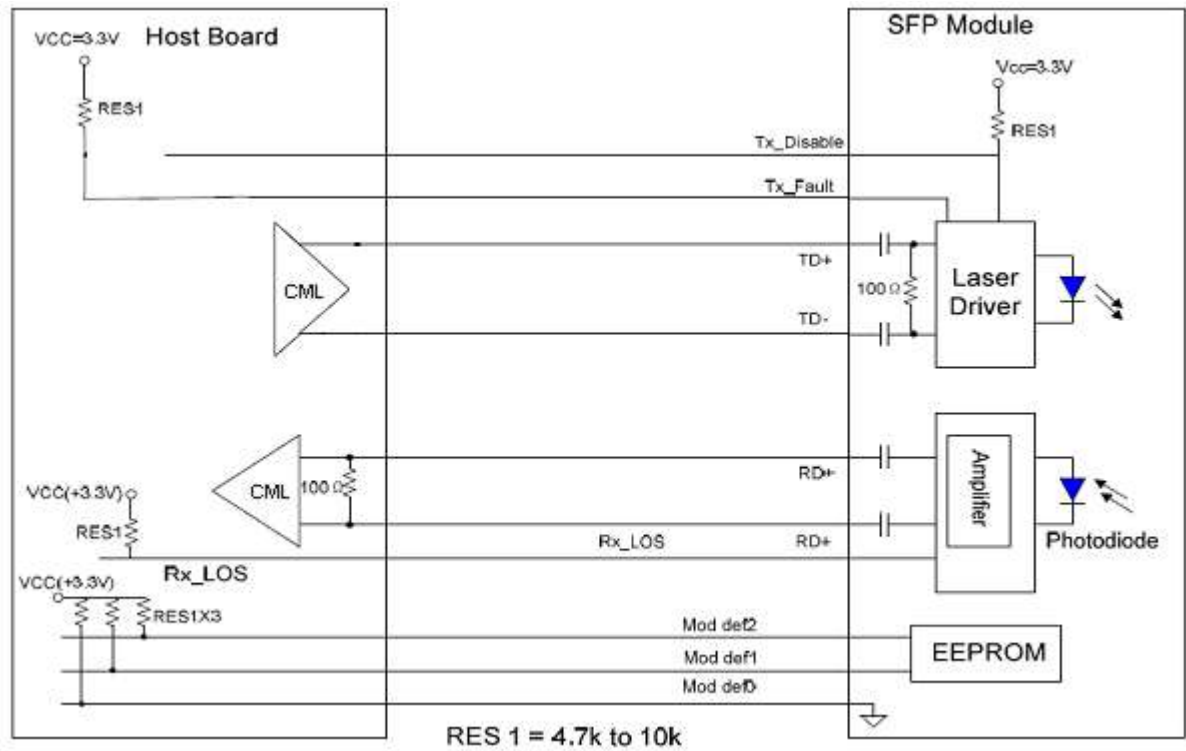 Host Board
VCC=3.3V
RES1
SFP Module
Vcc=3.3V
RES1
Tx_Disable
Tx_Fault
CML
TD+
TD-
100 Ω
Laser
Driver
CML
100 Ω
RD+
RD+
Amplifier
Photodiode
VCC(+3.3V)
RES1
Rx_LOS
Rx_LOS
VCC(+3.3V)
RES1X3
Mod def2
Mod def1
Mod def0
EEPROM
RES 1 = 4.7k to 10k